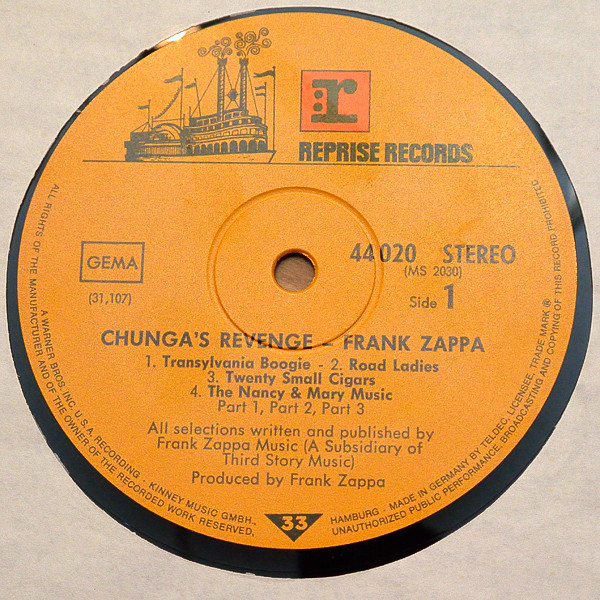 r
REPRISE RECORDS
GEMA
(31,107)
44 020 STEREO
(MS 2030)
Side 1
CHUNGA'S REVENGE – FRANK ZAPPA
1. Transylvania Boogie - 2. Road Ladies
3. Twenty Small Cigars
4. The Nancy & Mary Music
Part 1, Part 2, Part 3
All selections written and published by
Frank Zappa Music (A Subsidiary of
Third Story Music)
Produced by Frank Zappa
33
ALL RIGHTS OF THE MANUFACTURER AND OF THE OWNER OF THE RECORDED WORK RESERVED,
UNAUTHORIZED PUBLIC PERFORMANCE, BROADCASTING AND COPYING OF THIS RECORD PROHIBITED
A WARNER BROS. INC. U.S.A. RECORDING · KINNEY MUSIC GMBH.,
HAMBURG · MADE IN GERMANY BY TELDEC, LICENSEE, TRADE MARK ®